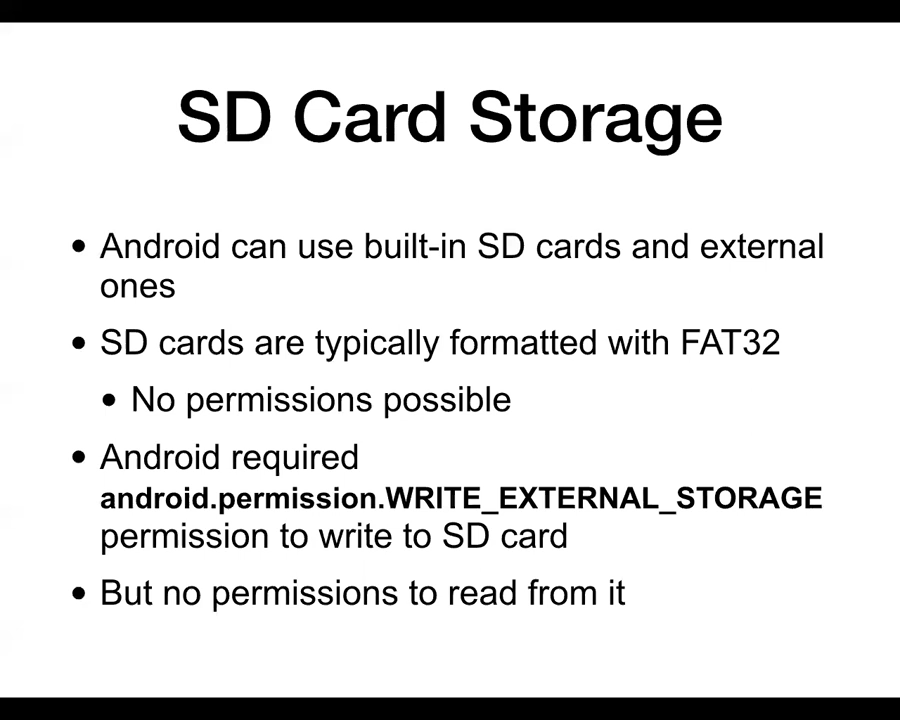 SD Card Storage
• Android can use built-in SD cards and external
ones
• SD cards are typically formatted with FAT32
• No permissions possible
• Android required
android.permission.WRITE_EXTERNAL_STORAGE
permission to write to SD card
• But no permissions to read from it